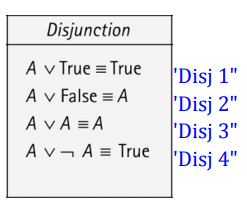 Disjunction
A ∨ True ≡ True 'Disj 1"
A ∨ False ≡ A 'Disj 2"
A ∨ A ≡ A 'Disj 3"
A ∨ ¬ A ≡ True 'Disj 4"